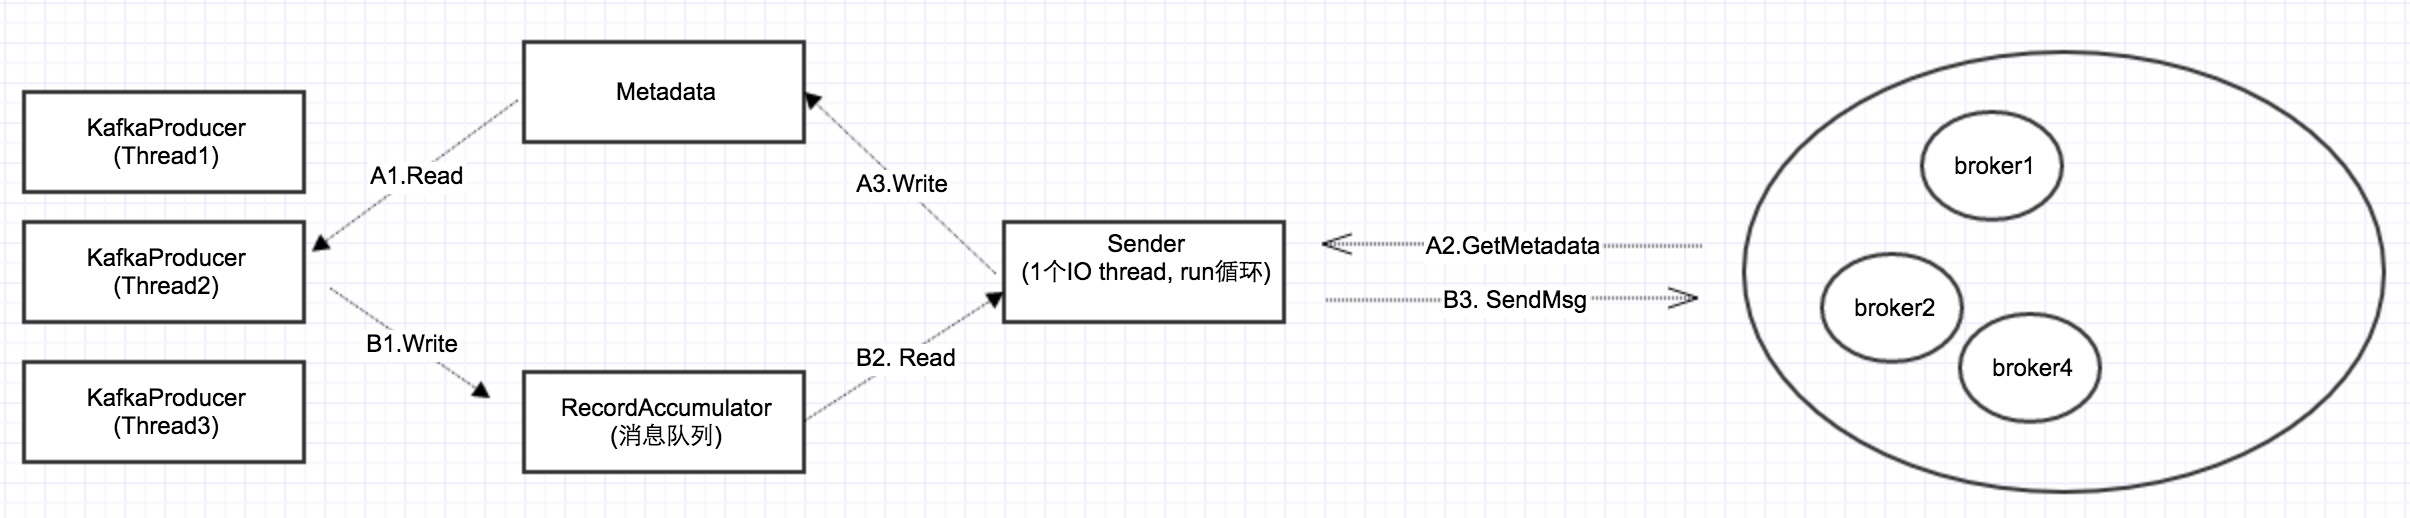 KafkaProducer
(Thread1)
KafkaProducer
(Thread2)
KafkaProducer
(Thread3)
A1.Read
B1.Write
Metadata
RecordAccumulator
(消息队列)
A3.Write
B2. Read
Sender
(1个IO thread, run循环)
A2.GetMetadata
B3. SendMsg
broker1
broker2
broker4